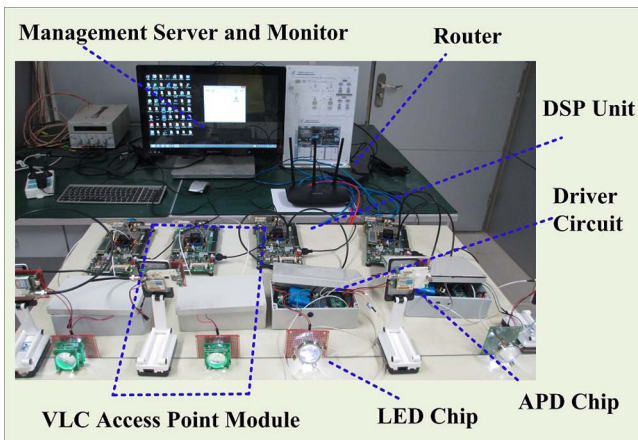 Management Server and Monitor
Router
DSP Unit
Driver
Circuit
VLC Access Point Module
LED Chip
APD Chip